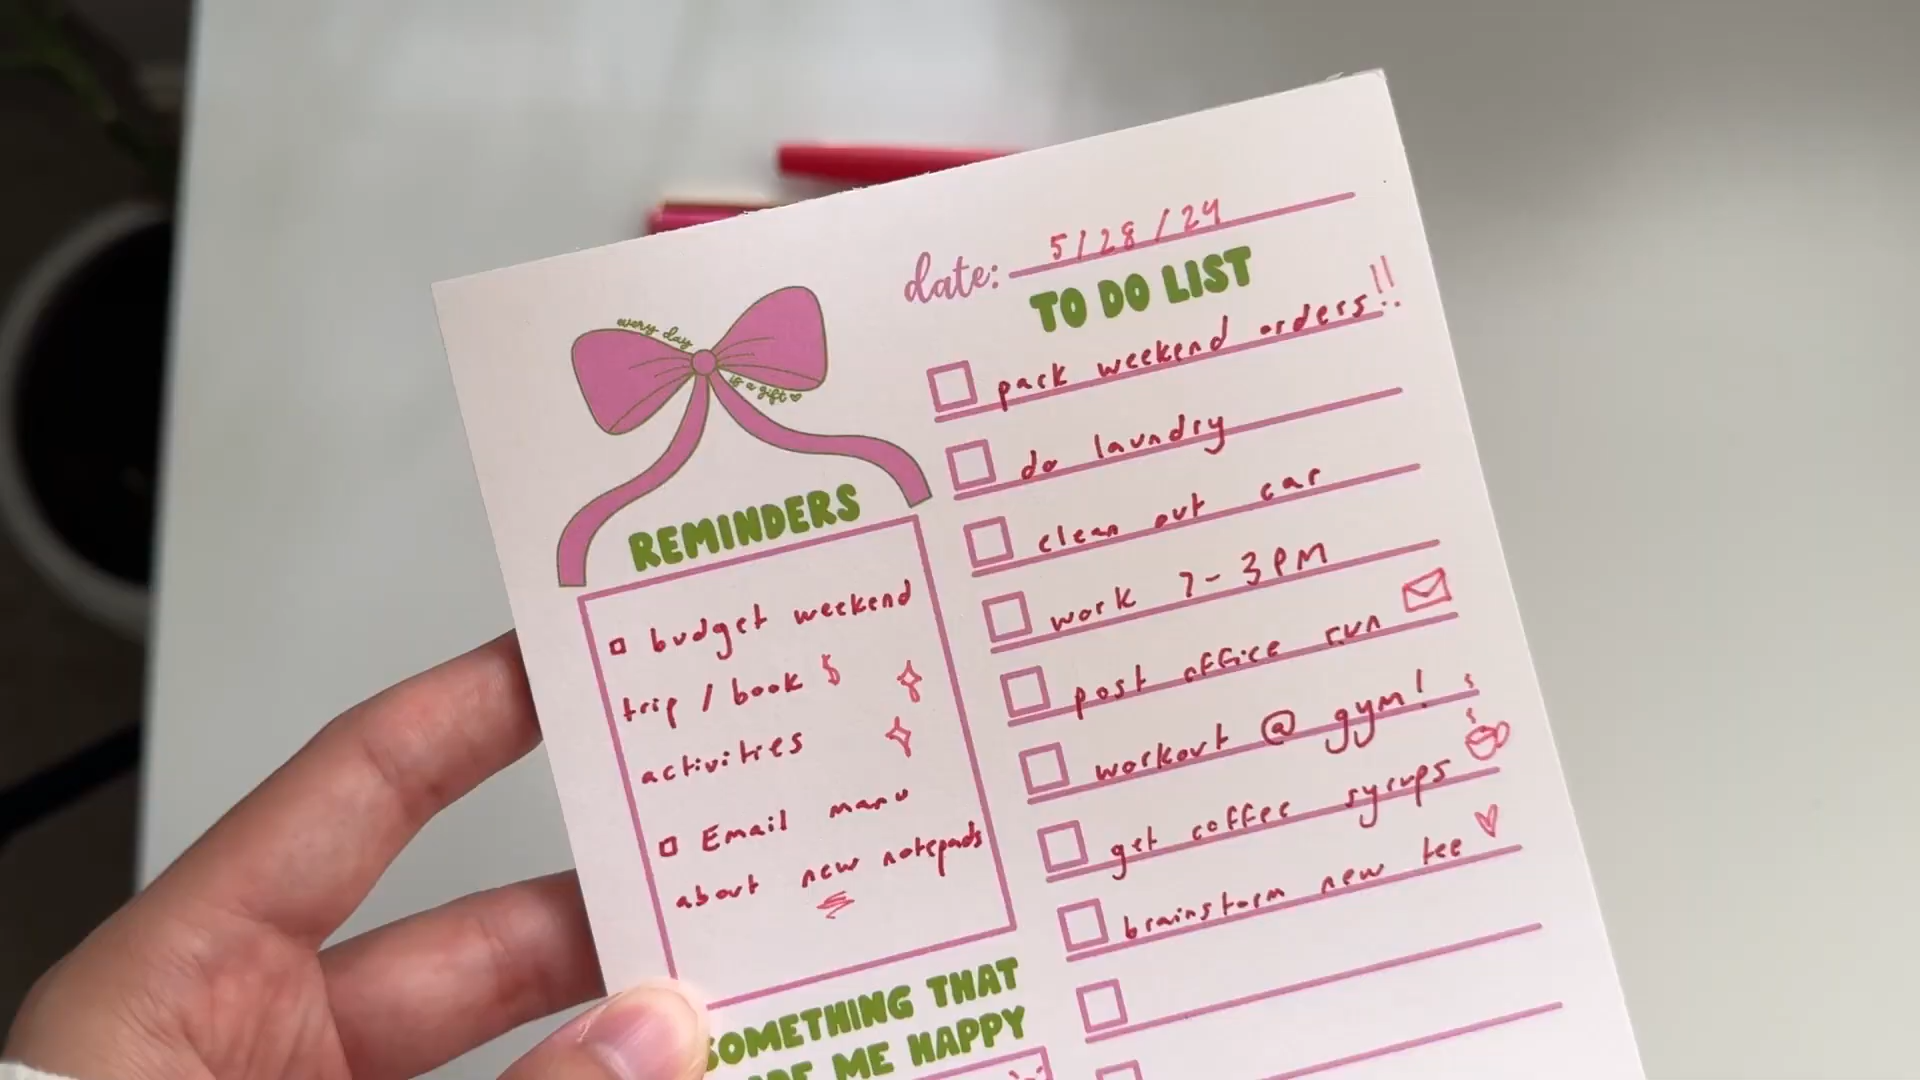 date: 5/28/24
every day
is a gift
REMINDERS
budget weekend
trip / book $
activities
Email manu
about new notepads
SOMETHING THAT
ME HAPPY
TO DO LIST
pack weekend orders!!
do laundry
clean out car
work 7-3PM
post office run
workout @ gym!
get coffee syrups
brainstorm new tee